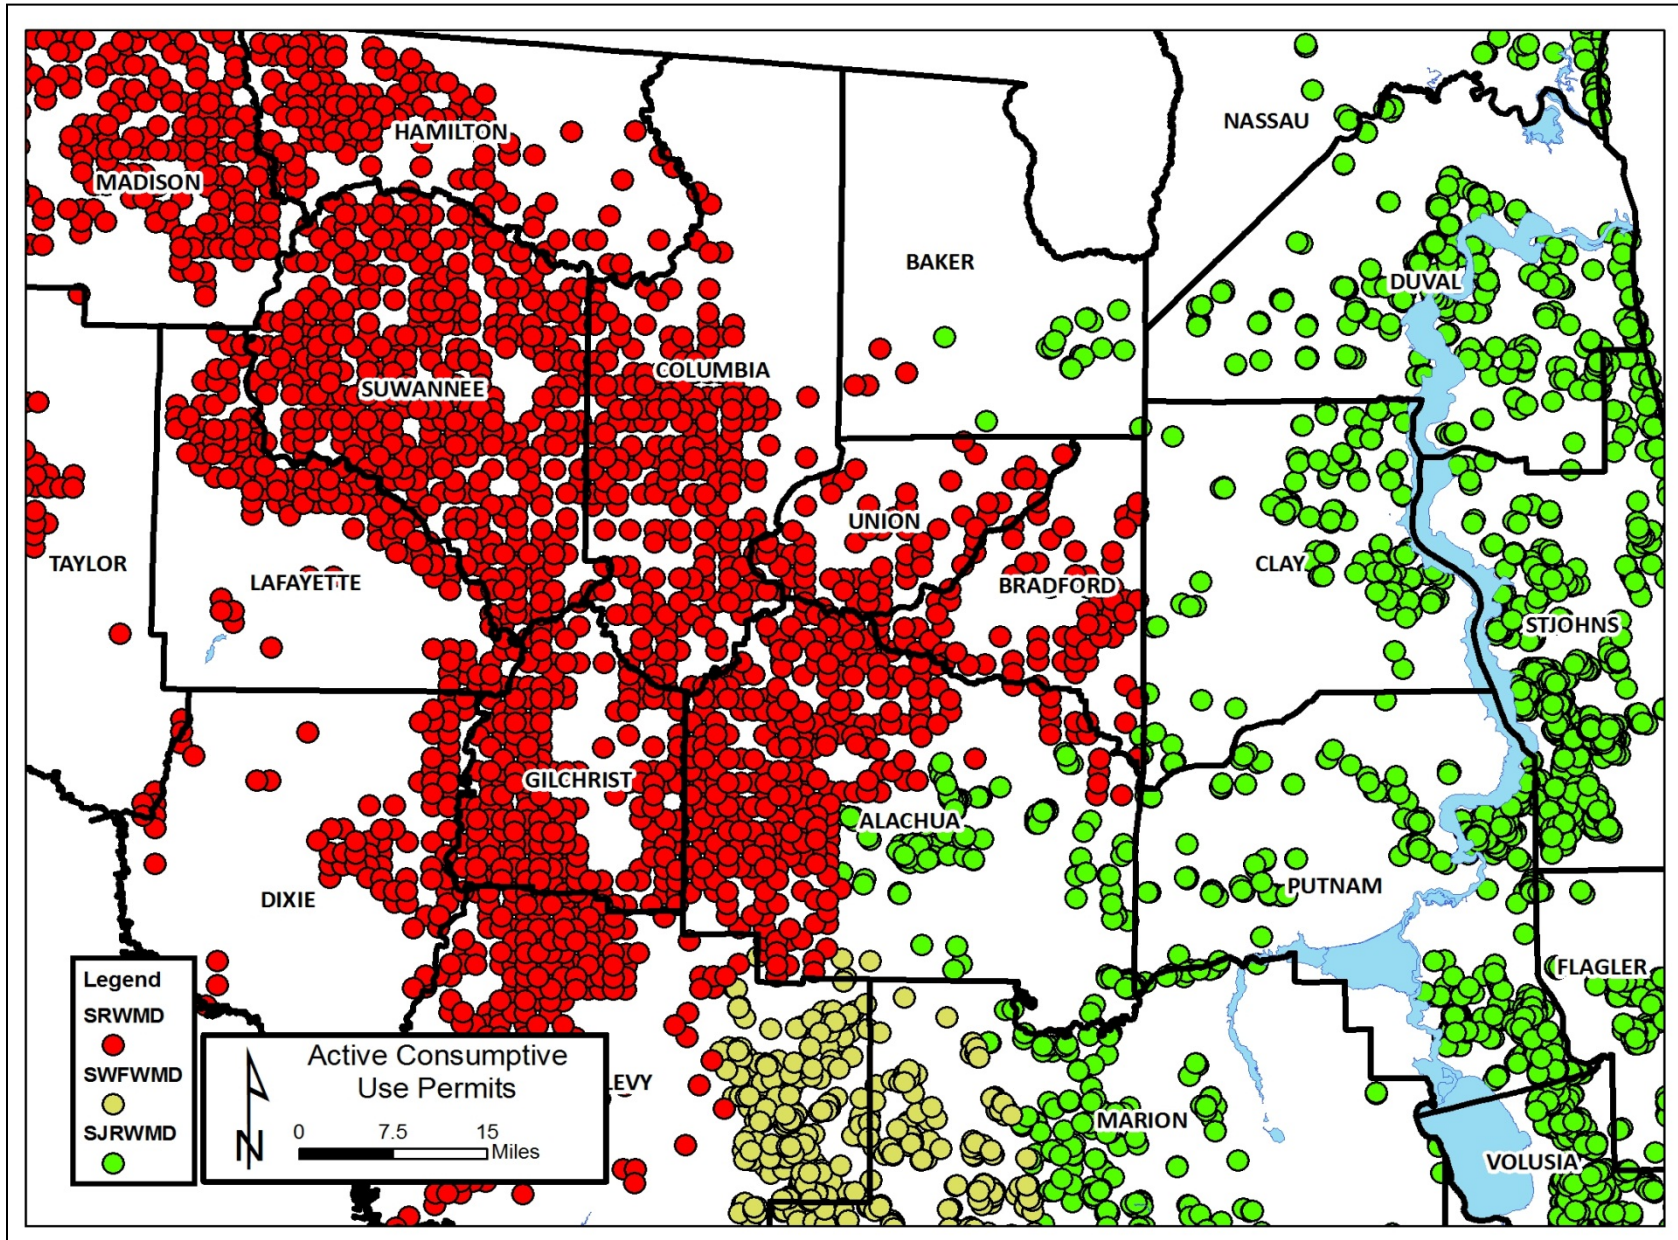 NASSAU
HAMILTON
MADISON
BAKER
DUVAL
COLUMBIA
SUWANNEE
UNION
TAYLOR
LAFAYETTE
BRADFORD
CLAY
STJOHNS
GILCHRIST
ALACHUA
PUTNAM
DIXIE
FLAGLER
Legend
SRWMD
SWFWMD
SJRWMD
Active Consumptive
Use Permits
N
0 7.5 15
Miles
LEVY
MARION
VOLUSIA